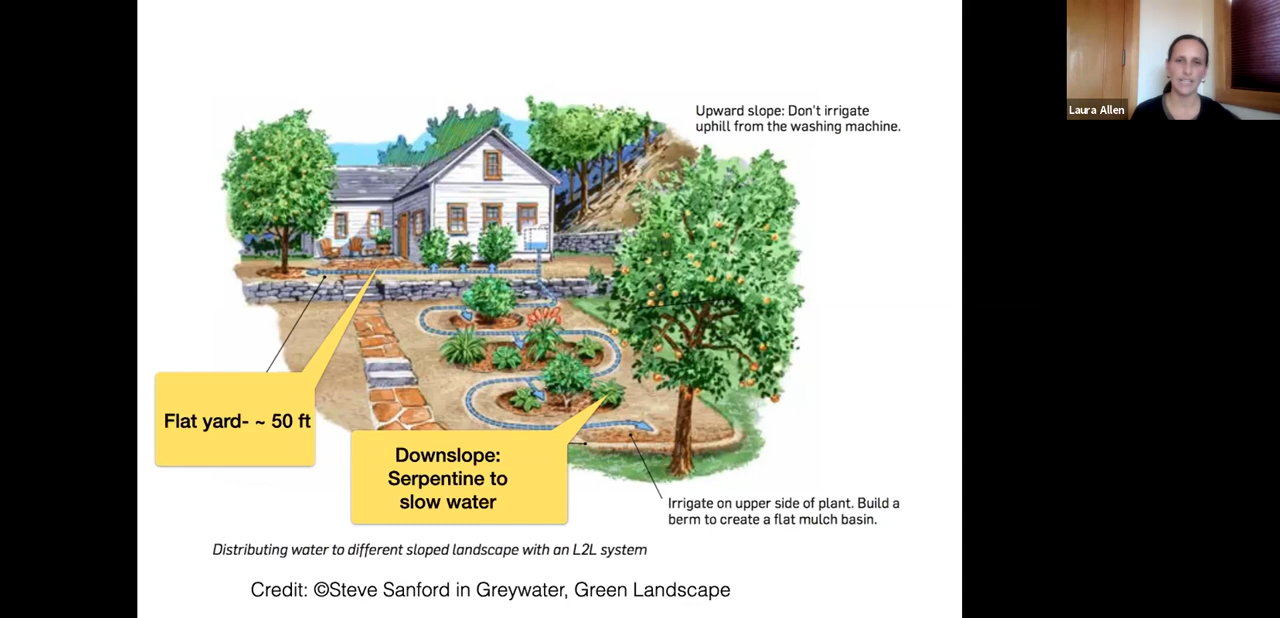 Laura Allen
Upward slope: Don't irrigate
uphill from the washing machine.
Flat yard- ~ 50 ft
Downslope:
Serpentine to
slow water
Irrigate on upper side of plant. Build a
berm to create a flat mulch basin.
Distributing water to different sloped landscape with an L2L system
Credit: ©Steve Sanford in Greywater, Green Landscape